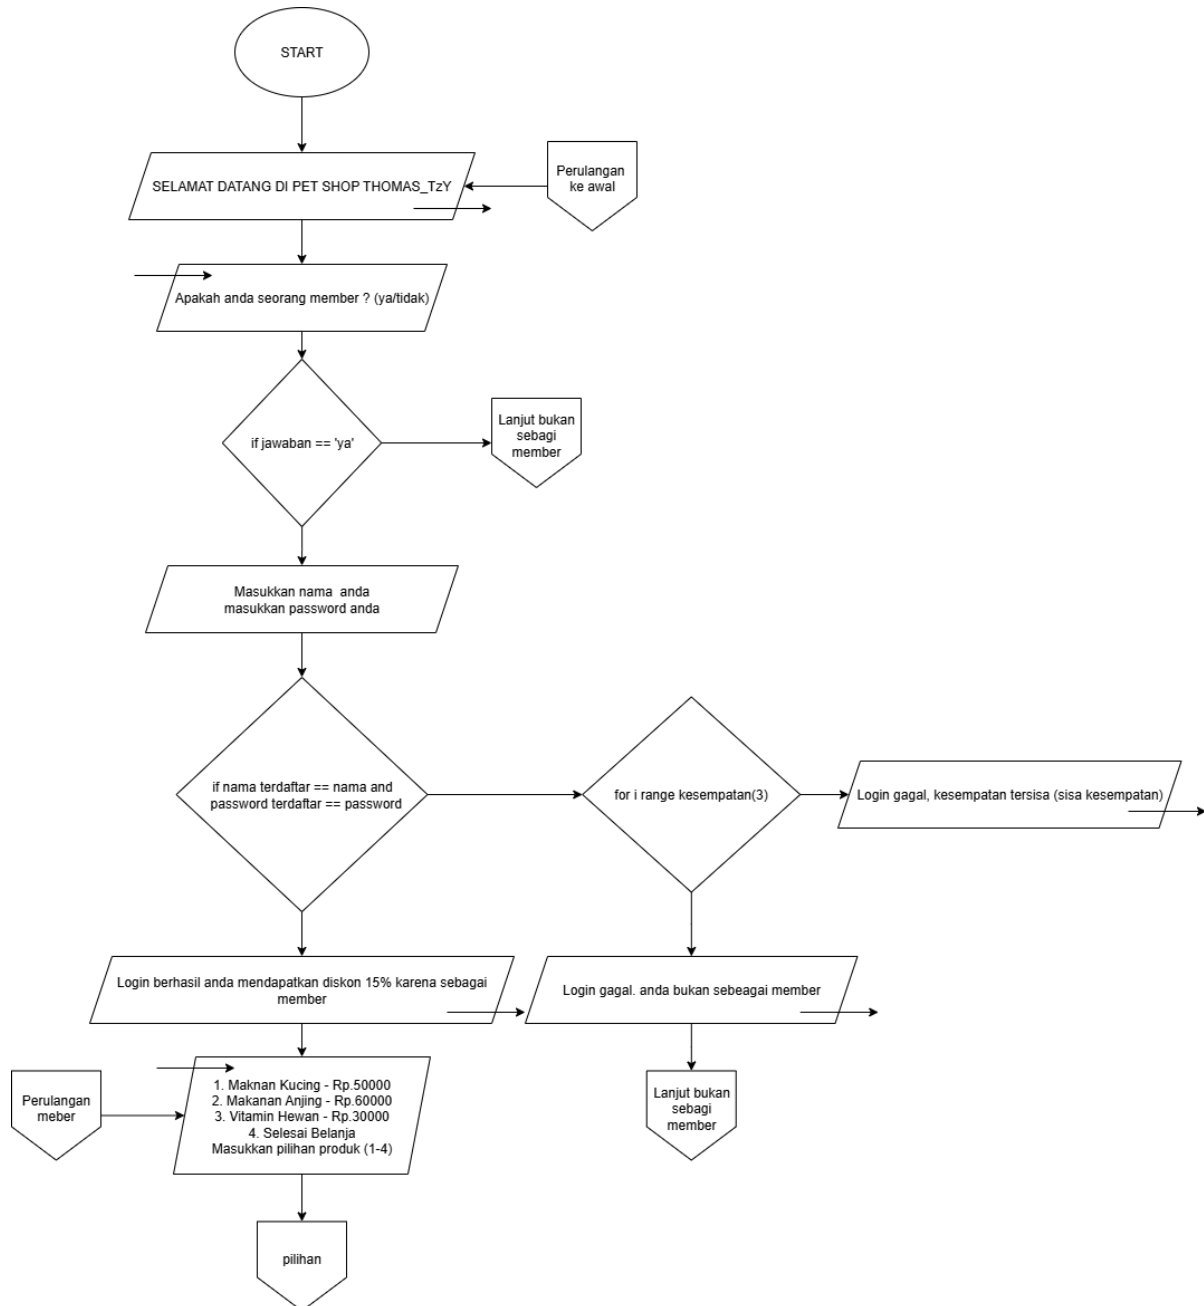 START
SELAMAT DATANG DI PET SHOP THOMAS_TzY
Perulangan
ke awal
Apakah anda seorang member ? (ya/tidak)
if jawaban == 'ya'
Lanjut bukan
sebagi
member
Masukkan nama anda
masukkan password anda
if nama terdaftar == nama and
password terdaftar == password
for i range kesempatan(3)
Login gagal, kesempatan tersisa (sisa kesempatan)
Login berhasil anda mendapatkan diskon 15% karena sebagai
member
Login gagal. anda bukan sebeagai member
Perulangan
meber
1. Maknan Kucing - Rp.50000
2. Makanan Anjing - Rp.60000
3. Vitamin Hewan - Rp.30000
4. Selesai Belanja
Masukkan pilihan produk (1-4)
Lanjut bukan
sebagi
member
pilihan